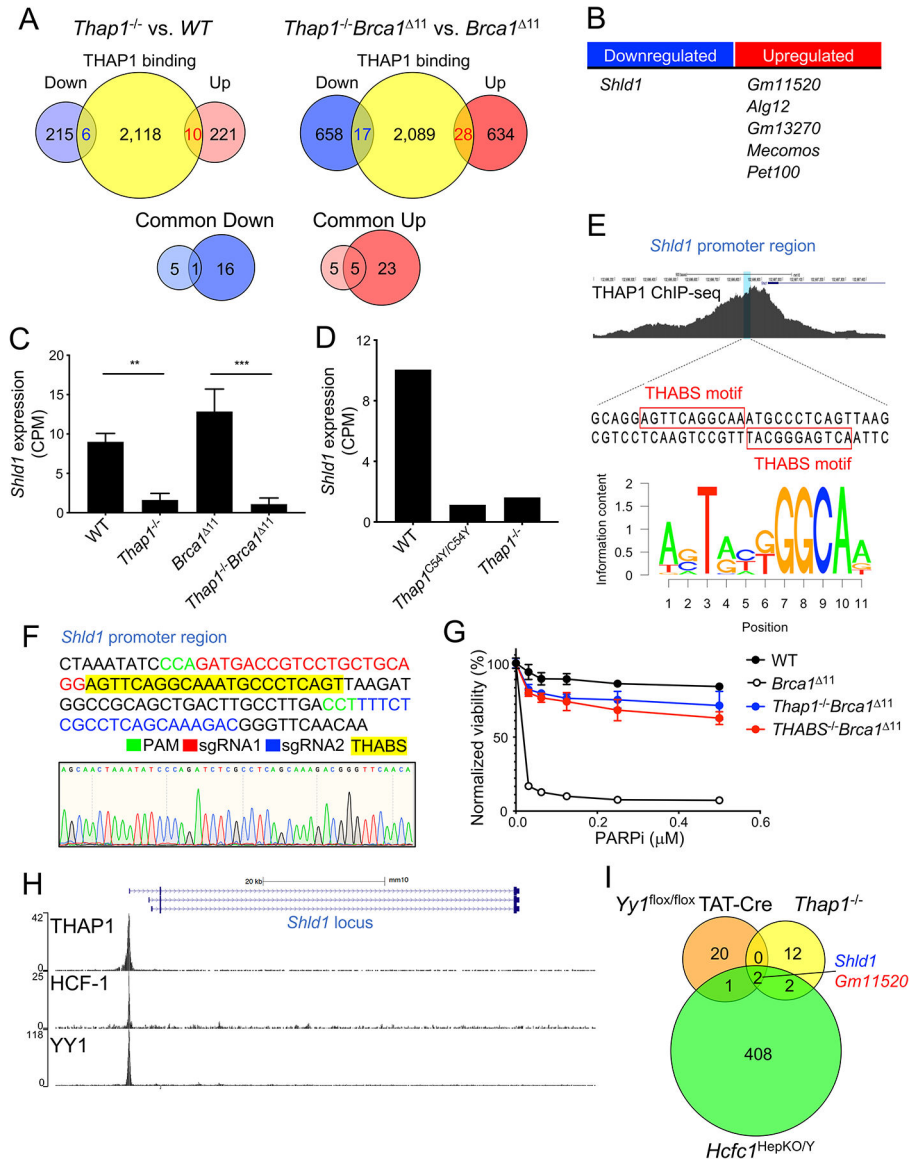 A
Thap1-/- vs. WT
Thap1-/-Brca1Δ11 vs. Brca1Δ11
THAP1 binding
Down
Up
215
6
2,118
10
221
THAP1 binding
Down
Up
658
17
2,089
28
634
Common Down
5
1
16
Common Up
5
5
23
B
Downregulated
Upregulated
Shld1
Gm11520
Alg12
Gm13270
Mecomos
Pet100
C
Shld1 expression
(CPM)
20
15
10
5
0
**
***
WT
Thap1-/-
Brca1Δ11
Thap1-/-Brca1Δ11
D
Shld1 expression
(CPM)
12
10
8
6
4
2
0
WT
Thap1C54Y/C54Y
Thap1-/-
E
Shld1 promoter region
THAP1 ChIP-seq
THABS motif
GCAGGAGTTCAGGCAAATGCCCTCAGTTAAG
CGTCCTCAAGTCCGTTTACGGGAGTCAATTC
THABS motif
Information content
2
1.5
1
0.5
0
1 2 3 4 5 6 7 8 9 10 11
Position
F
Shld1 promoter region
CTAAATATCCCAGATGACCGTCCTGCTGCA
GGAGTTCAGGCAAATGCCCTCAGTTAAGAT
GGCCGCAGCTGACTTGCCTTGACCTTTTCT
CGCCTCAGCAAAGACGGGTTCAACAA
PAM sgRNA1 sgRNA2 THABS
AGCAACTAAATATCCCAGATCTCGCCTCAGCAAAGACGGGTTCAACA
G
Normalized viability (%)
100
50
0
0.0 0.2 0.4 0.6
PARPi (μM)
WT
Brca1Δ11
Thap1-/-Brca1Δ11
THABS-/-Brca1Δ11
H
20 kb
mm10
Shld1 locus
42
THAP1
0
25
HCF-1
0
118
YY1
0
I
Yy1flox/flox TAT-Cre
Thap1-/-
20
0
12
2
1
2
Shld1
Gm11520
408
Hcfc1HepKO/Y